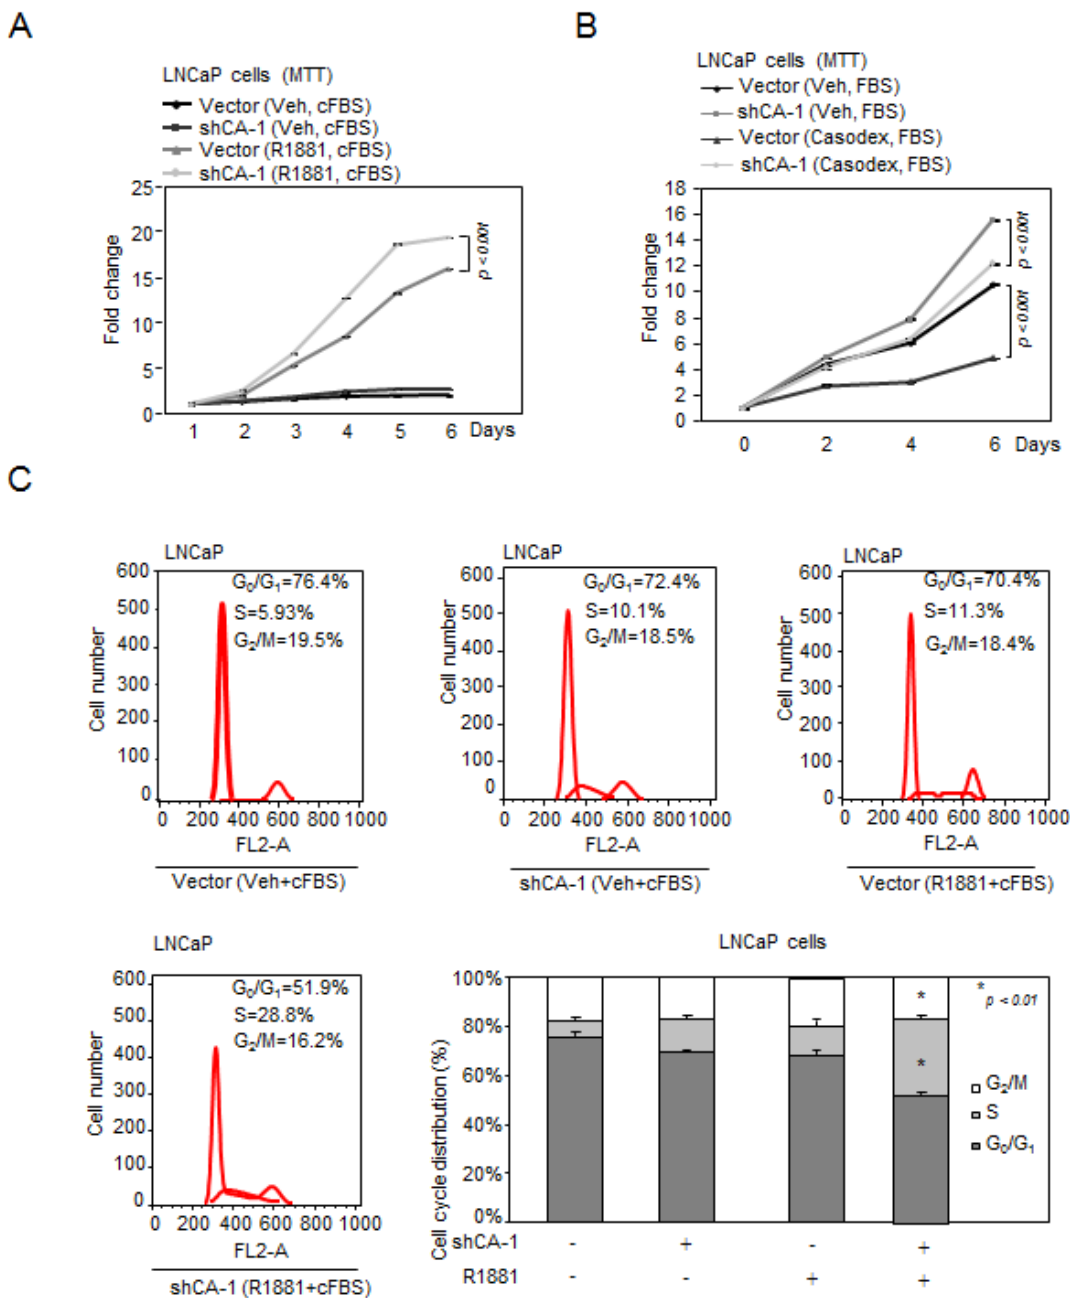 A
LNCaP cells (MTT)
Vector (Veh, cFBS)
shCA-1 (Veh, cFBS)
Vector (R1881, cFBS)
shCA-1 (R1881, cFBS)
25
20
15
10
5
0
Fold change
p < 0.001
1 2 3 4 5 6 Days
B
LNCaP cells (MTT)
Vector (Veh, FBS)
shCA-1 (Veh, FBS)
Vector (Casodex, FBS)
shCA-1 (Casodex, FBS)
18
16
14
12
10
8
6
4
2
0
Fold change
p < 0.001
p < 0.001
0 2 4 6 Days
C
LNCaP
G0/G1=76.4%
S=5.93%
G2/M=19.5%
600
500
400
300
200
100
0
Cell number
0 200 400 600 800 1000
FL2-A
Vector (Veh+cFBS)
LNCaP
G0/G1=72.4%
S=10.1%
G2/M=18.5%
600
500
400
300
200
100
0
Cell number
0 200 400 600 800 1000
FL2-A
shCA-1 (Veh+cFBS)
LNCaP
G0/G1=70.4%
S=11.3%
G2/M=18.4%
600
500
400
300
200
100
0
Cell number
0 200 400 600 800 1000
FL2-A
Vector (R1881+cFBS)
LNCaP
G0/G1=51.9%
S=28.8%
G2/M=16.2%
600
500
400
300
200
100
0
Cell number
0 200 400 600 800 1000
FL2-A
shCA-1 (R1881+cFBS)
LNCaP cells
100%
80%
60%
40%
20%
0%
Cell cycle distribution (%)
*
*
* p < 0.01
G2/M
S
G0/G1
shCA-1 - + - +
R1881 - - + +